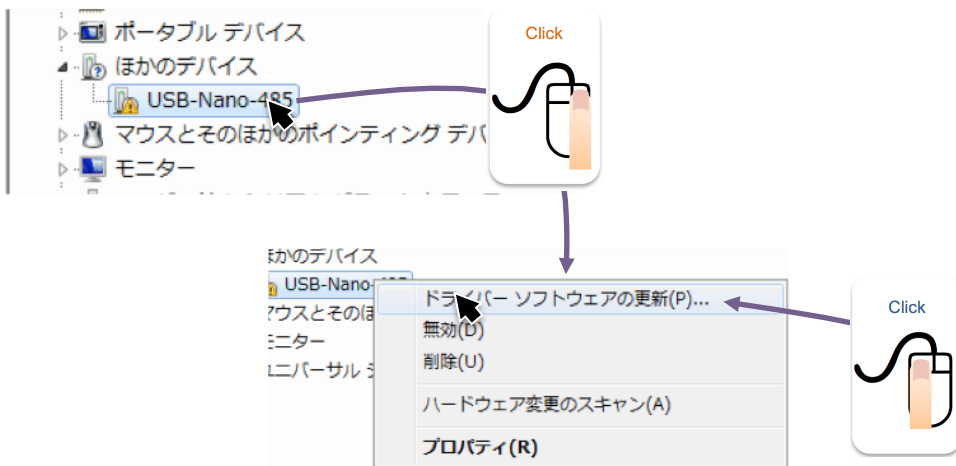 ポータブル デバイス
ほかのデバイス
USB-Nano-485
マウスとそのほかのポインティング デバ
モニター
Click
ほかのデバイス
USB-Nano-
マウスとそのほ
モニター
ユニバーサル
ドライバー ソフトウェアの更新(P)...
無効(D)
削除(U)
ハードウェア変更のスキャン(A)
プロパティ(R)
Click